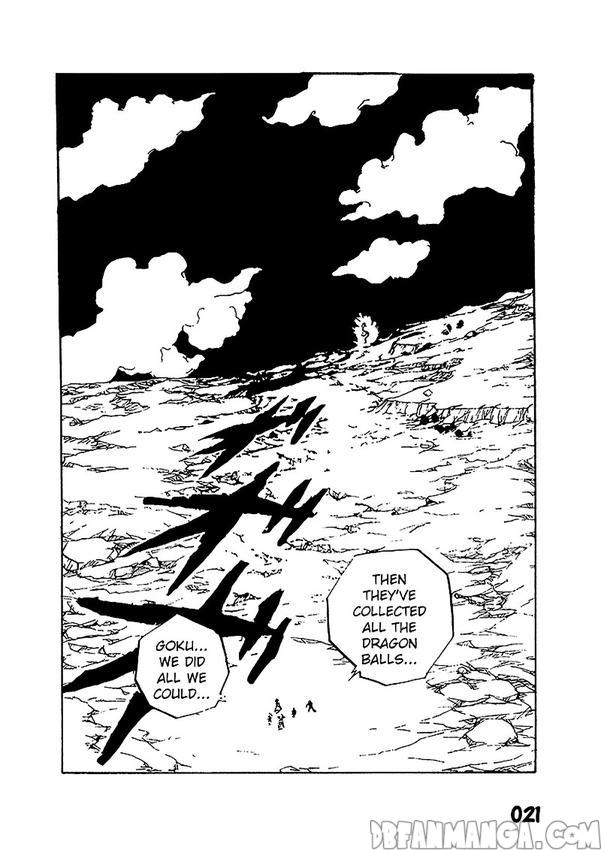 THEN
THEY'VE
COLLECTED
ALL THE
DRAGON
BALLS...
GOKU...
WE DID
ALL WE
COULD...
021
DBFANMANGA.COM